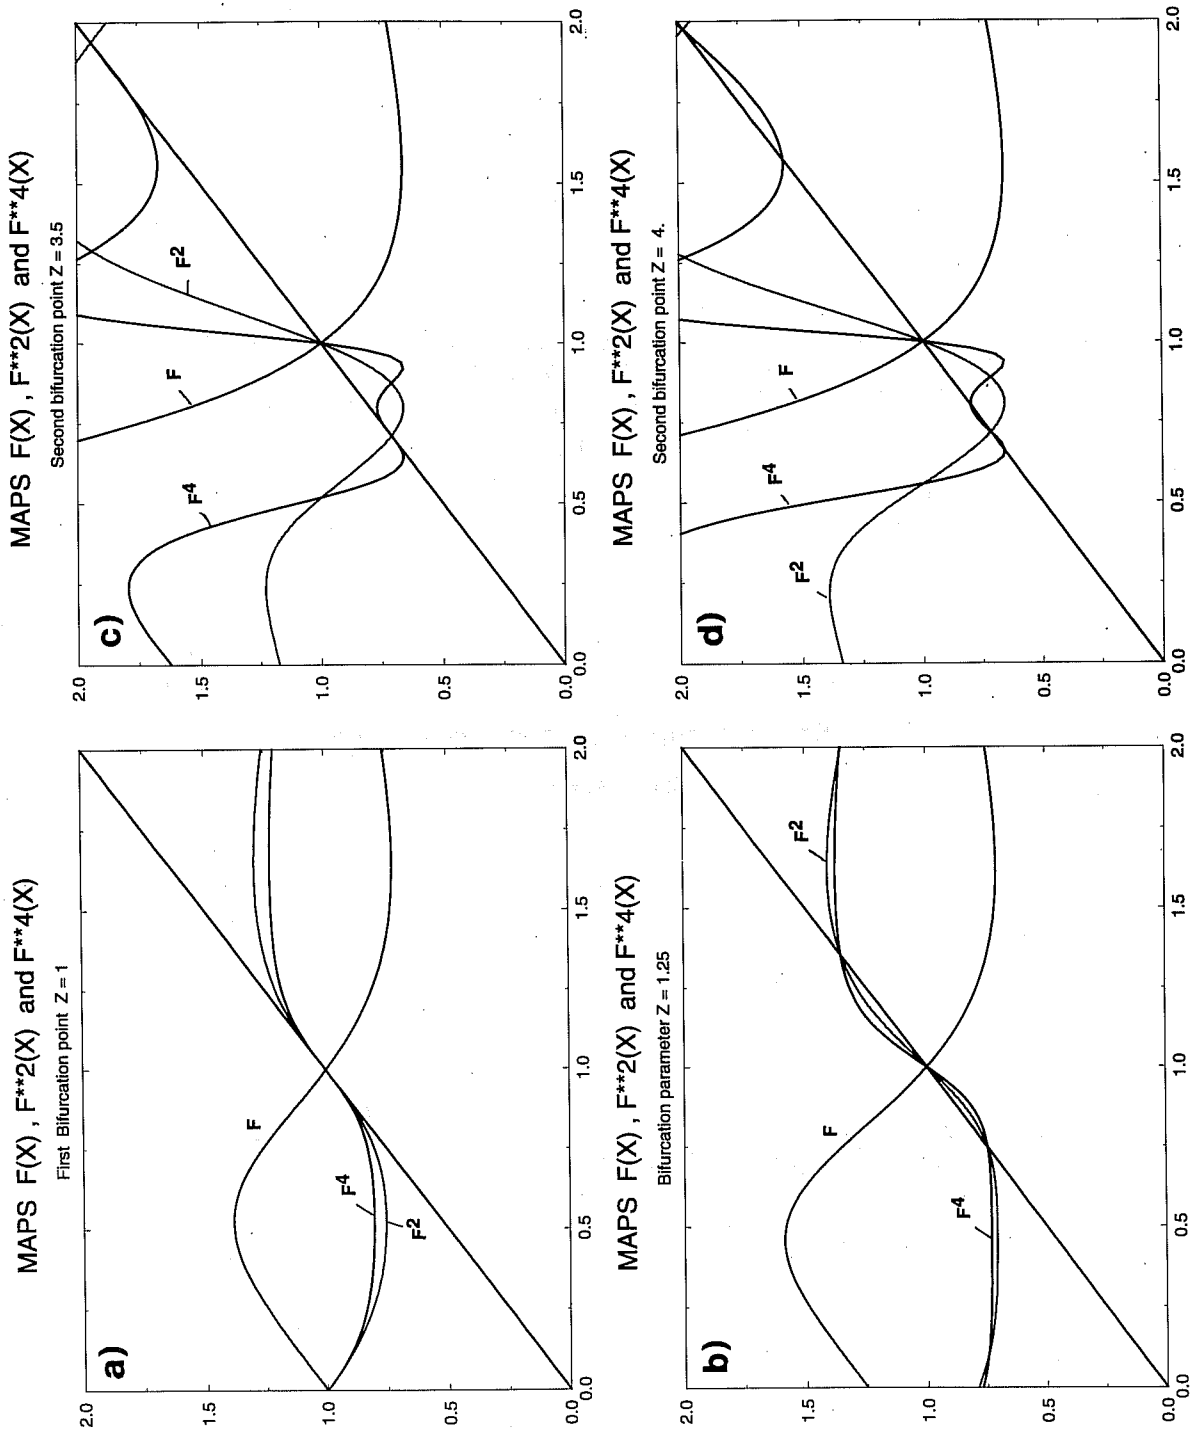 MAPS F(X) , F**2(X) and F**4(X)
First Bifurcation point Z = 1
a)
2.0
1.5
1.0
0.5
0.0
F
F4
F2
0.0
0.5
1.0
1.5
2.0
MAPS F(X) , F**2(X) and F**4(X)
Second bifurcation point Z = 3.5
c)
2.0
1.5
1.0
0.5
0.0
F4
F
F2
0.0
0.5
1.0
1.5
2.0
MAPS F(X) , F**2(X) and F**4(X)
Bifurcation parameter Z = 1.25
b)
2.0
1.5
1.0
0.5
0.0
F
F4
F2
0.0
0.5
1.0
1.5
2.0
MAPS F(X) , F**2(X) and F**4(X)
Second bifurcation point Z = 4.
d)
2.0
1.5
1.0
0.5
0.0
F2
F4
F
0.0
0.5
1.0
1.5
2.0